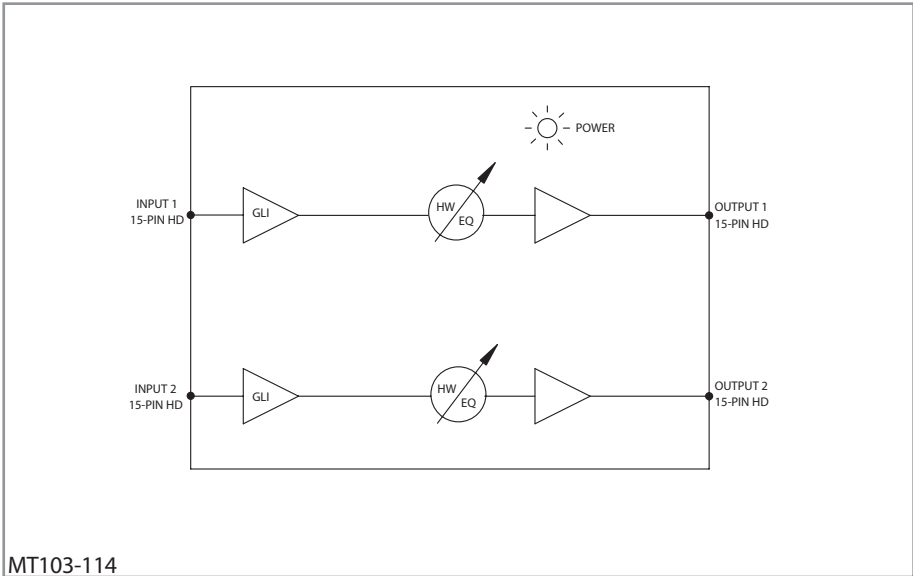 POWER
INPUT 1
15-PIN HD
GLI
HW
EQ
OUTPUT 1
15-PIN HD
INPUT 2
15-PIN HD
GLI
HW
EQ
OUTPUT 2
15-PIN HD
MT103-114